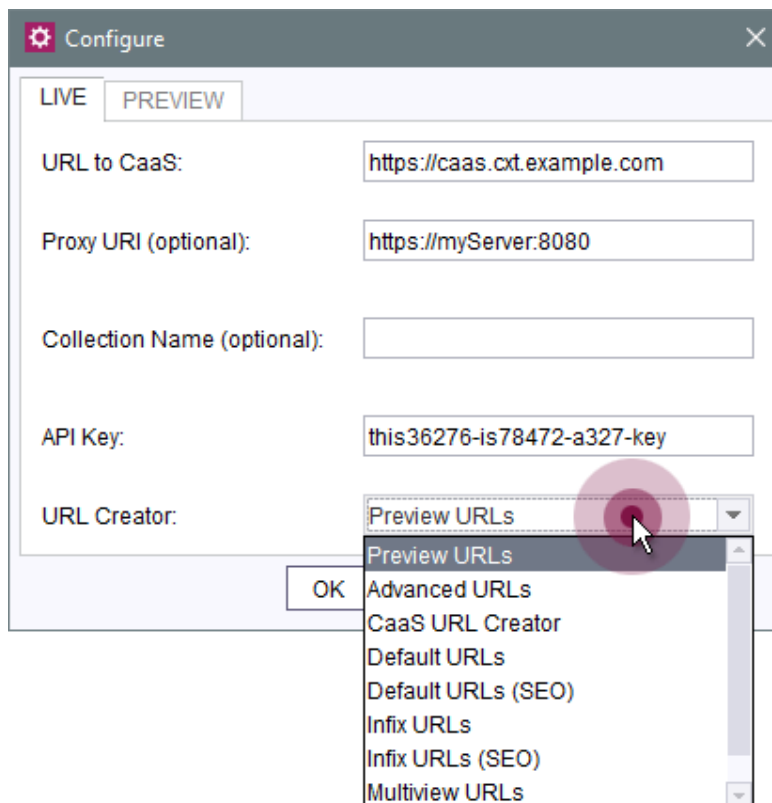 Configure
LIVE PREVIEW
URL to CaaS: https://caas.cxt.example.com
Proxy URI (optional): https://myServer:8080
Collection Name (optional):
API Key: this36276-is78472-a327-key
URL Creator: Preview URLs
Preview URLs
OK Advanced URLs
CaaS URL Creator
Default URLs
Default URLs (SEO)
Infix URLs
Infix URLs (SEO)
Multiview URLs